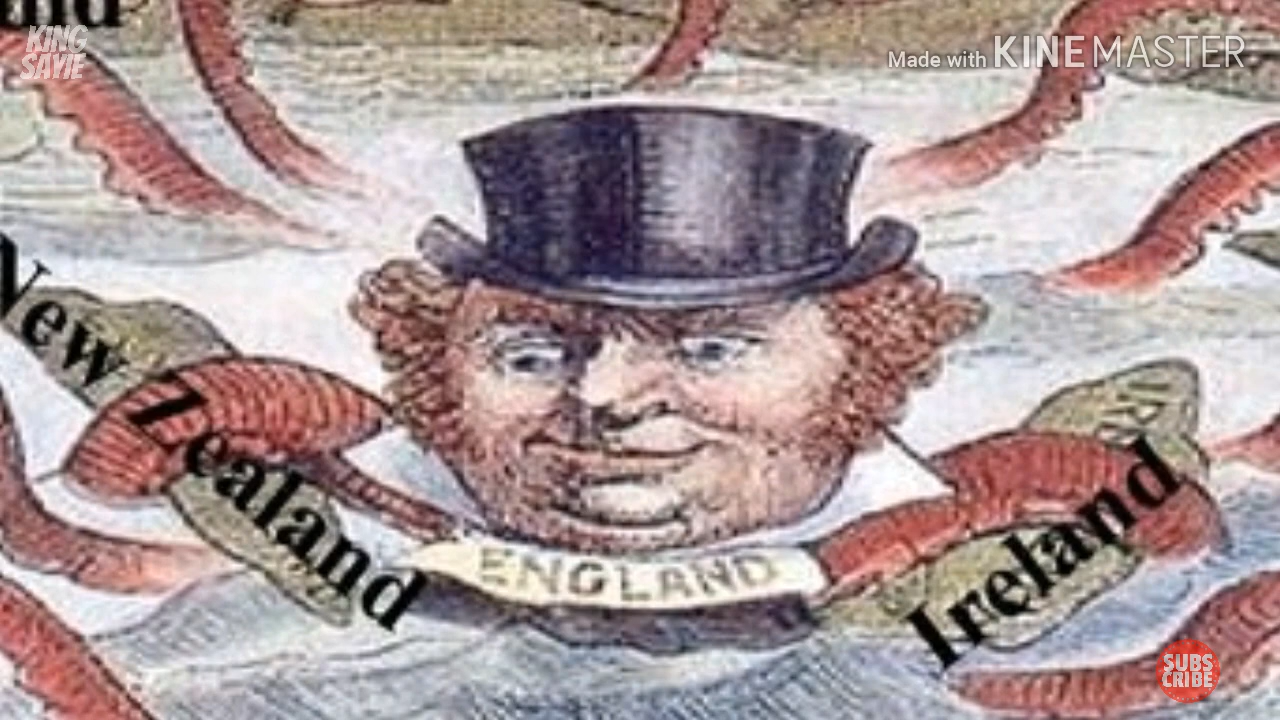 KING
SAVIE
Made with KINEMASTER
New Zealand
ENGLAND
Ireland
SUBS
CRIBE